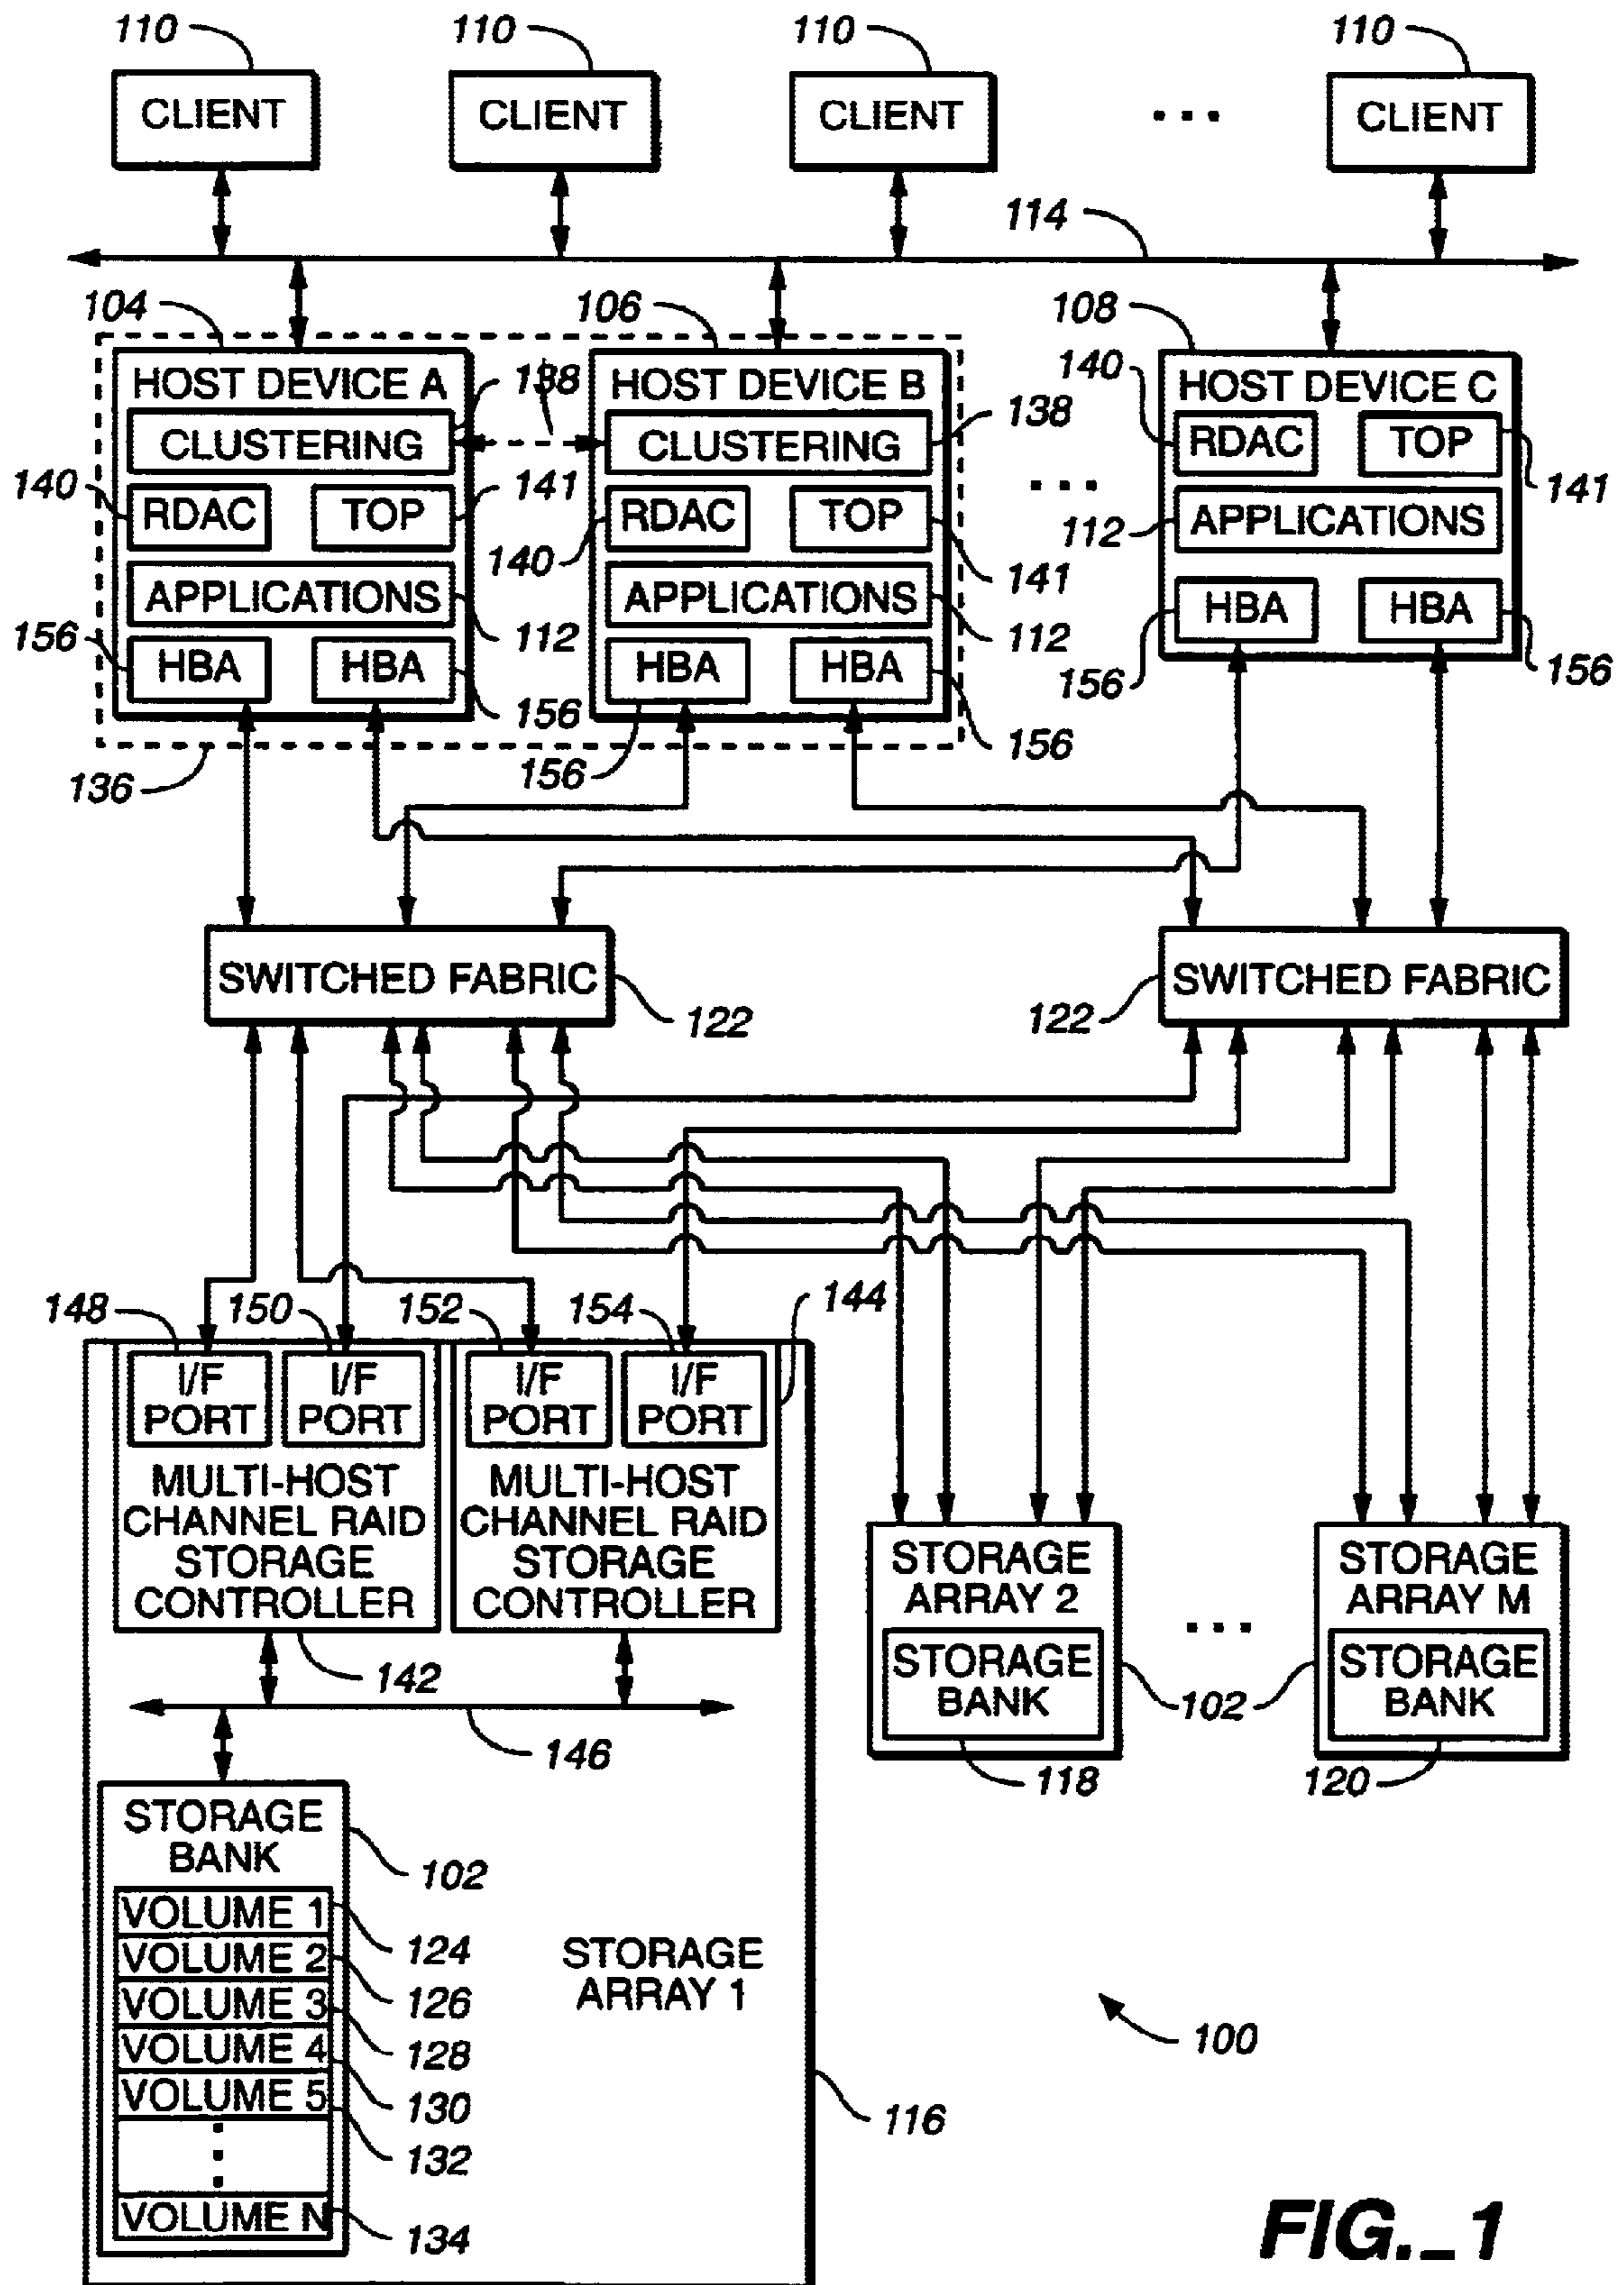 110 110 110 110
CLIENT CLIENT CLIENT ... CLIENT
114
104 106 108
HOST DEVICE A 138 HOST DEVICE B 140 HOST DEVICE C
CLUSTERING CLUSTERING 138 RDAC TOP
140 RDAC TOP 141 140 RDAC TOP 141 ... 112 APPLICATIONS 141
APPLICATIONS 112 APPLICATIONS 112 156 HBA HBA 156
156 HBA HBA 156 HBA HBA 156
136 156
SWITCHED FABRIC SWITCHED FABRIC
122 122
148 150 152 154 144
I/F PORT I/F PORT I/F PORT I/F PORT
MULTI-HOST
CHANNEL RAID
STORAGE
CONTROLLER
MULTI-HOST
CHANNEL RAID
STORAGE
CONTROLLER
142
146
STORAGE
ARRAY 2
STORAGE
BANK
118
102
...
STORAGE
ARRAY M
STORAGE
BANK
120
STORAGE
BANK
102
VOLUME 1 124
VOLUME 2 126
VOLUME 3 128
VOLUME 4 130
VOLUME 5 132
VOLUME N 134
STORAGE
ARRAY 1
116
100
FIG._1